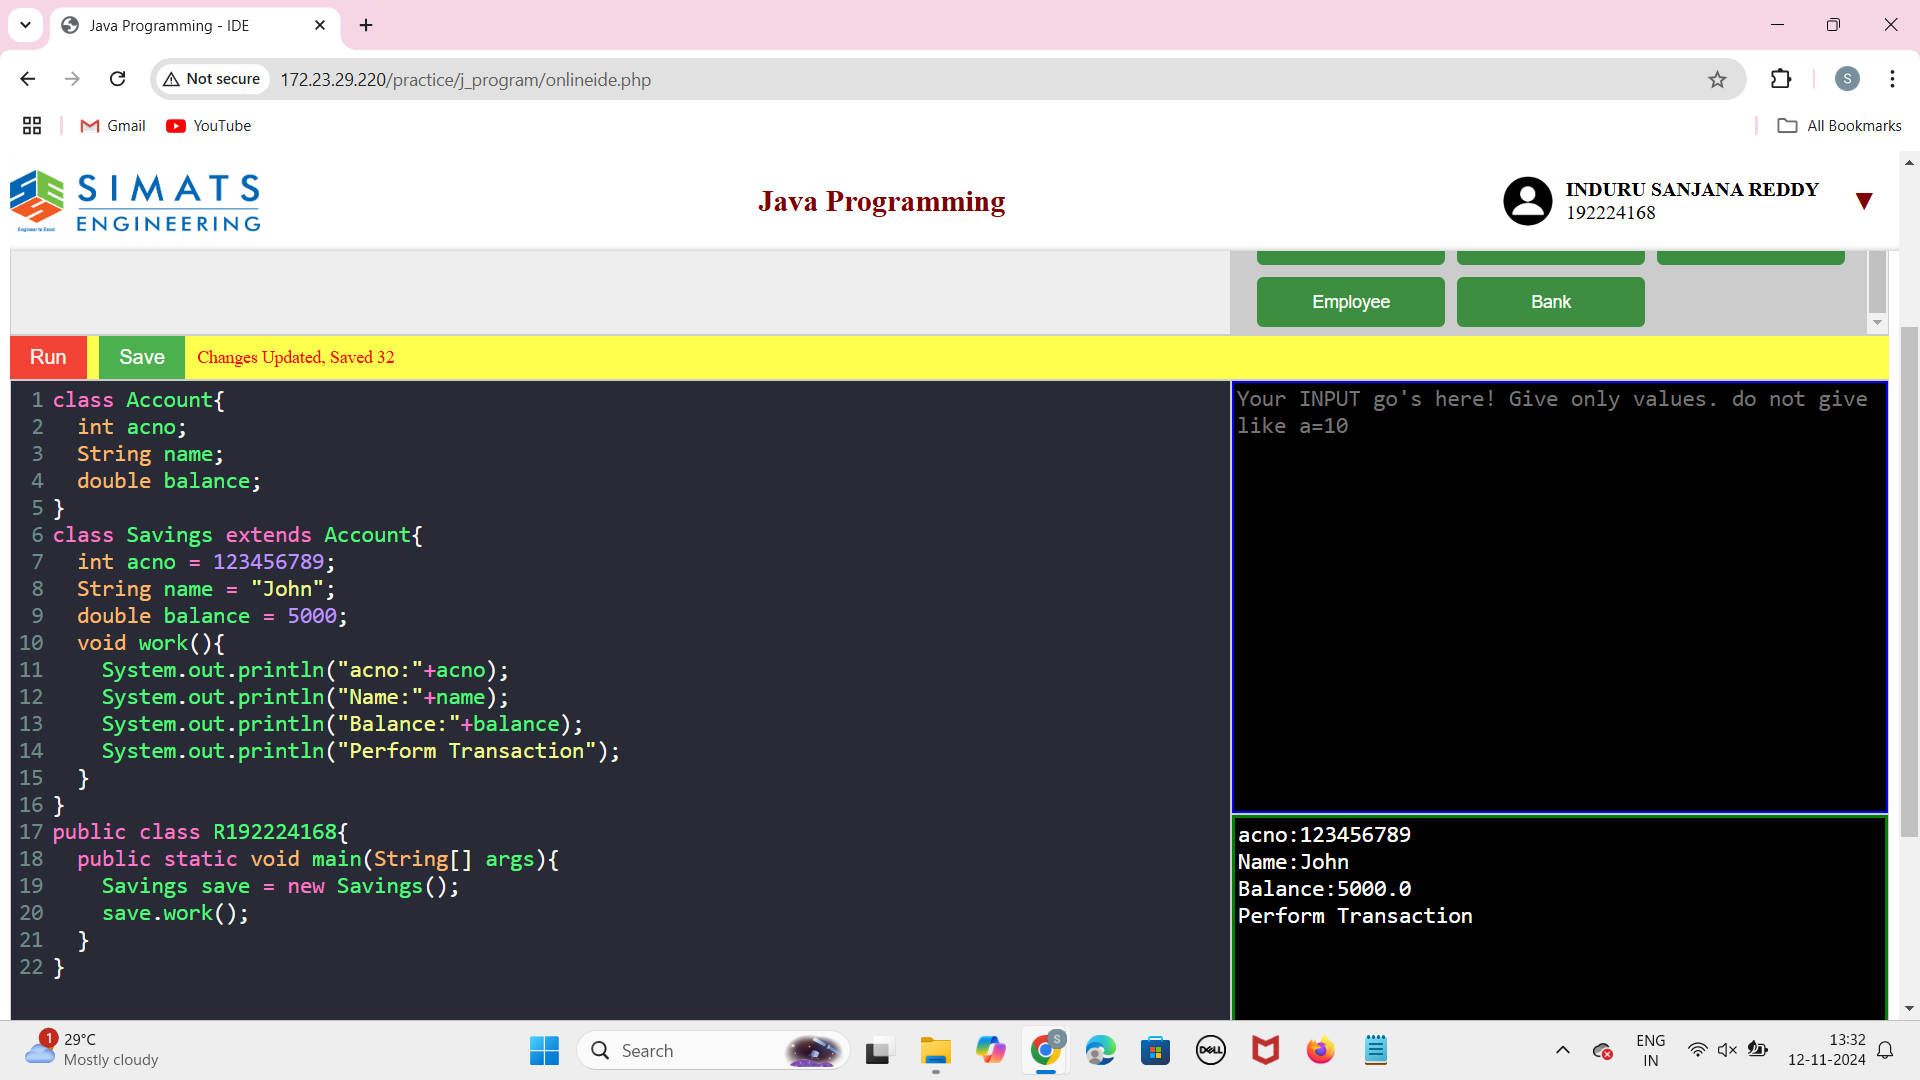 Java Programming - IDE
Not secure
172.23.29.220/practice/j_program/onlineide.php
S
Gmail
YouTube
All Bookmarks
SIMATS
ENGINEERING
Engineer to Excel
Java Programming
INDURU SANJANA REDDY
192224168
Employee
Bank
Run
Save
Changes Updated, Saved 32
1 class Account{
2   int acno;
3   String name;
4   double balance;
5 }
6 class Savings extends Account{
7   int acno = 123456789;
8   String name = "John";
9   double balance = 5000;
10   void work(){
11     System.out.println("acno:"+acno);
12     System.out.println("Name:"+name);
13     System.out.println("Balance:"+balance);
14     System.out.println("Perform Transaction");
15   }
16 }
17 public class R192224168{
18   public static void main(String[] args){
19     Savings save = new Savings();
20     save.work();
21   }
22 }
Your INPUT go's here! Give only values. do not give
like a=10
acno:123456789
Name:John
Balance:5000.0
Perform Transaction
1
29°C
Mostly cloudy
Search
S
DELL
ENG
IN
13:32
12-11-2024